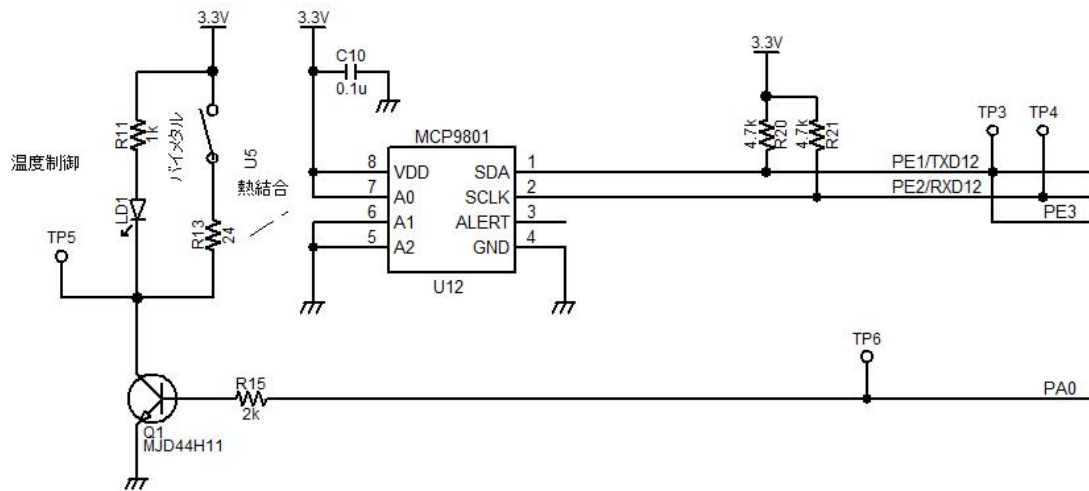 3.3V
3.3V
C10
0.1u
3.3V
R11
1k
バイメタル
U5
熱結合
温度制御
LD1
R13
24
TP5
MCP9801
8 VDD SDA 1
7 A0 SCLK 2
6 A1 ALERT 3
5 A2 GND 4
U12
4.7k
R20
4.7k
R21
TP3
TP4
PE1/TXD12
PE2/RXD12
PE3
TP6
R15
2k
PA0
Q1
MJD44H11